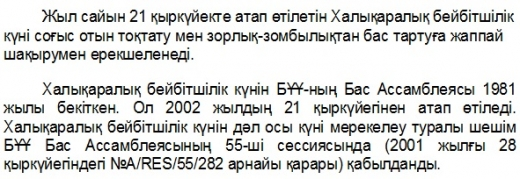 Жыл сайын 21 қыркүйекте атап өтілетін Халықаралық бейбітшілік
күні соғыс отын тоқтату мен зорлық-зомбылықтан бас тартуға жаппай
шақырумен ерекшеленеді.
Халықаралық бейбітшілік күнін БҰҰ-ның Бас Ассамблеясы 1981
жылы бекіткен. Ол 2002 жылдың 21 қыркүйегінен атап өтіледі.
Халықаралық бейбітшілік күнін дәл осы күні мерекелеу туралы шешім
БҰҰ Бас Ассамблеясының 55-ші сессиясында (2001 жылғы 28
қыркүйегіндегі №A/RES/55/282 арнайы қарары) қабылданды.